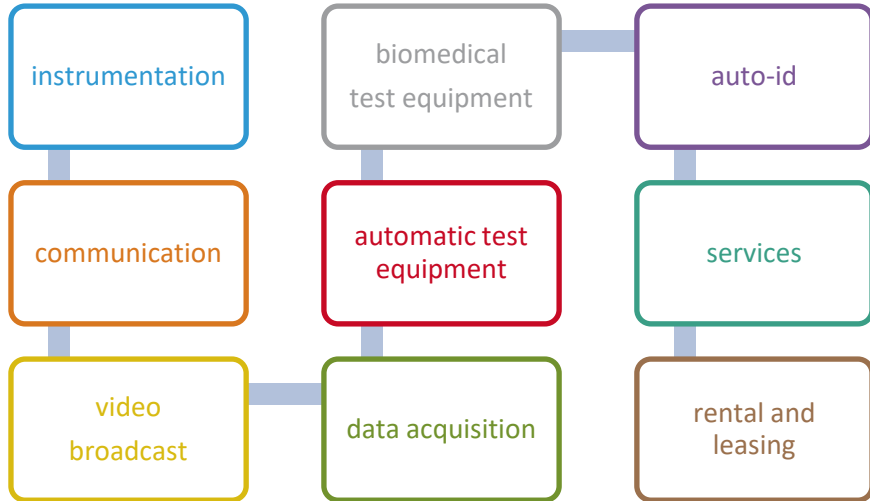 instrumentation
communication
video
broadcast
data acquisition
automatic test
equipment
biomedical
test equipment
auto-id
services
rental and
leasing